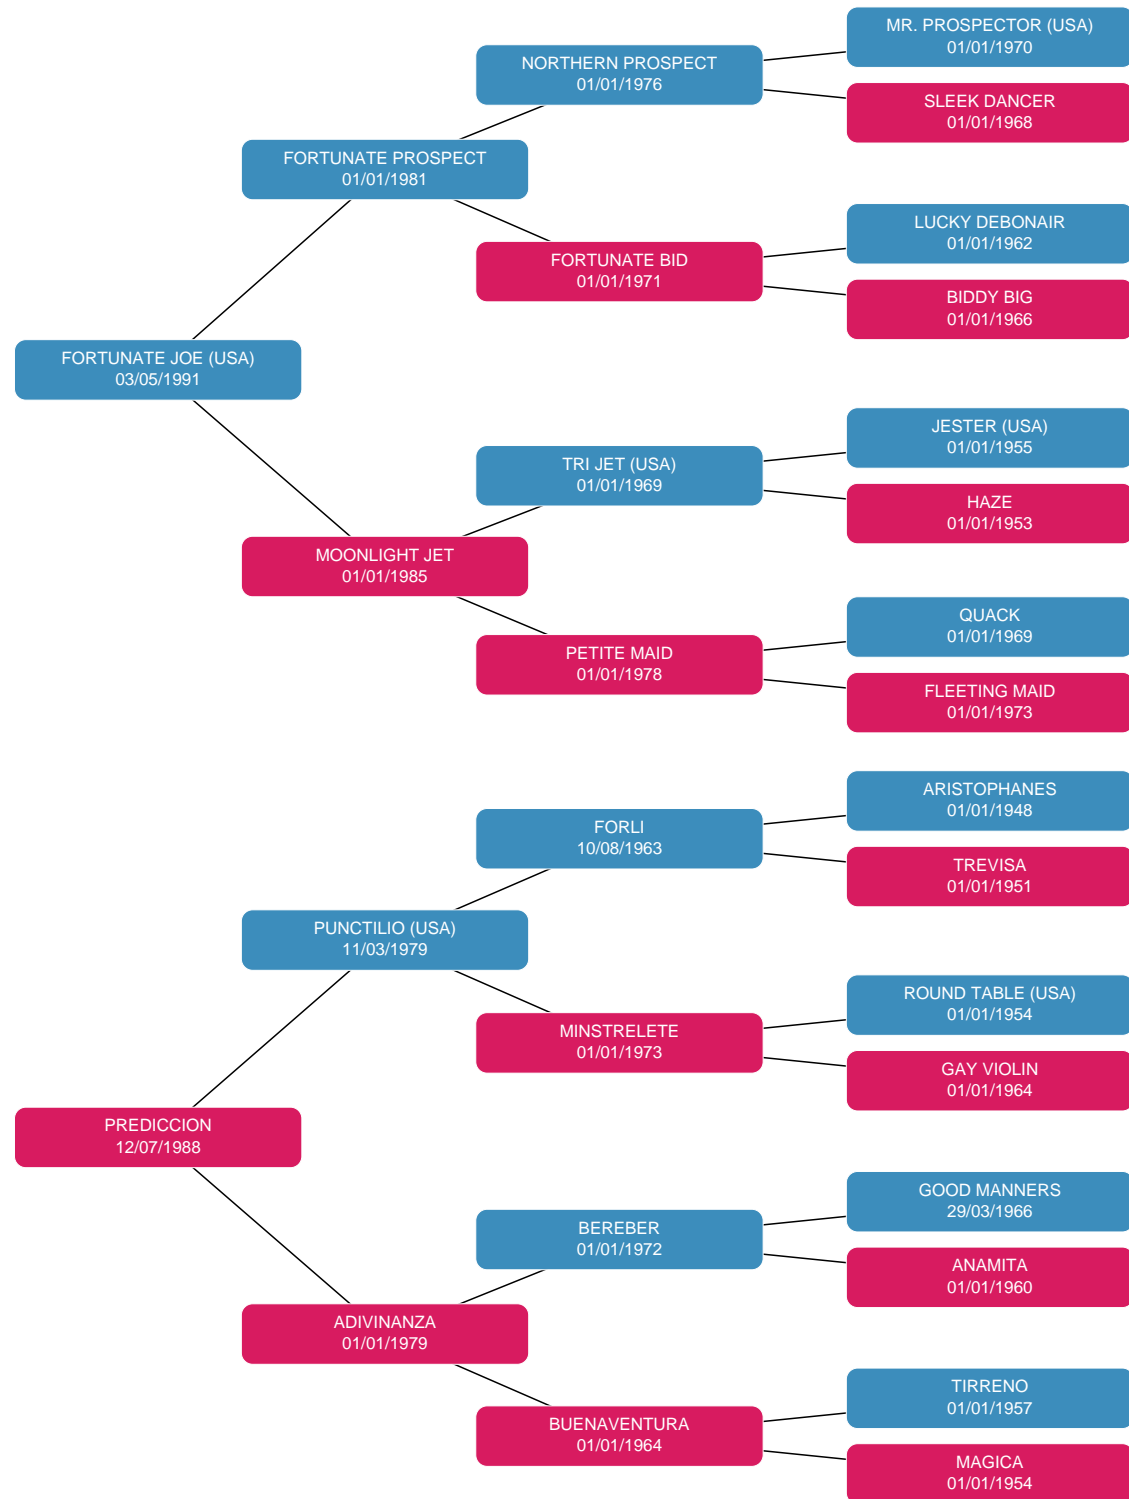 MR. PROSPECTOR (USA)
01/01/1970
NORTHERN PROSPECT
01/01/1976
SLEEK DANCER
01/01/1968
FORTUNATE PROSPECT
01/01/1981
LUCKY DEBONAIR
01/01/1962
FORTUNATE BID
01/01/1971
BIDDY BIG
01/01/1966
FORTUNATE JOE (USA)
03/05/1991
JESTER (USA)
01/01/1955
TRI JET (USA)
01/01/1969
HAZE
01/01/1953
MOONLIGHT JET
01/01/1985
QUACK
01/01/1969
PETITE MAID
01/01/1978
FLEETING MAID
01/01/1973
ARISTOPHANES
01/01/1948
FORLI
10/08/1963
TREVISA
01/01/1951
PUNCTILIO (USA)
11/03/1979
ROUND TABLE (USA)
01/01/1954
MINSTRELETE
01/01/1973
GAY VIOLIN
01/01/1964
PREDICCION
12/07/1988
GOOD MANNERS
29/03/1966
BEREBER
01/01/1972
ANAMITA
01/01/1960
ADIVINANZA
01/01/1979
TIRRENO
01/01/1957
BUENAVENTURA
01/01/1964
MAGICA
01/01/1954